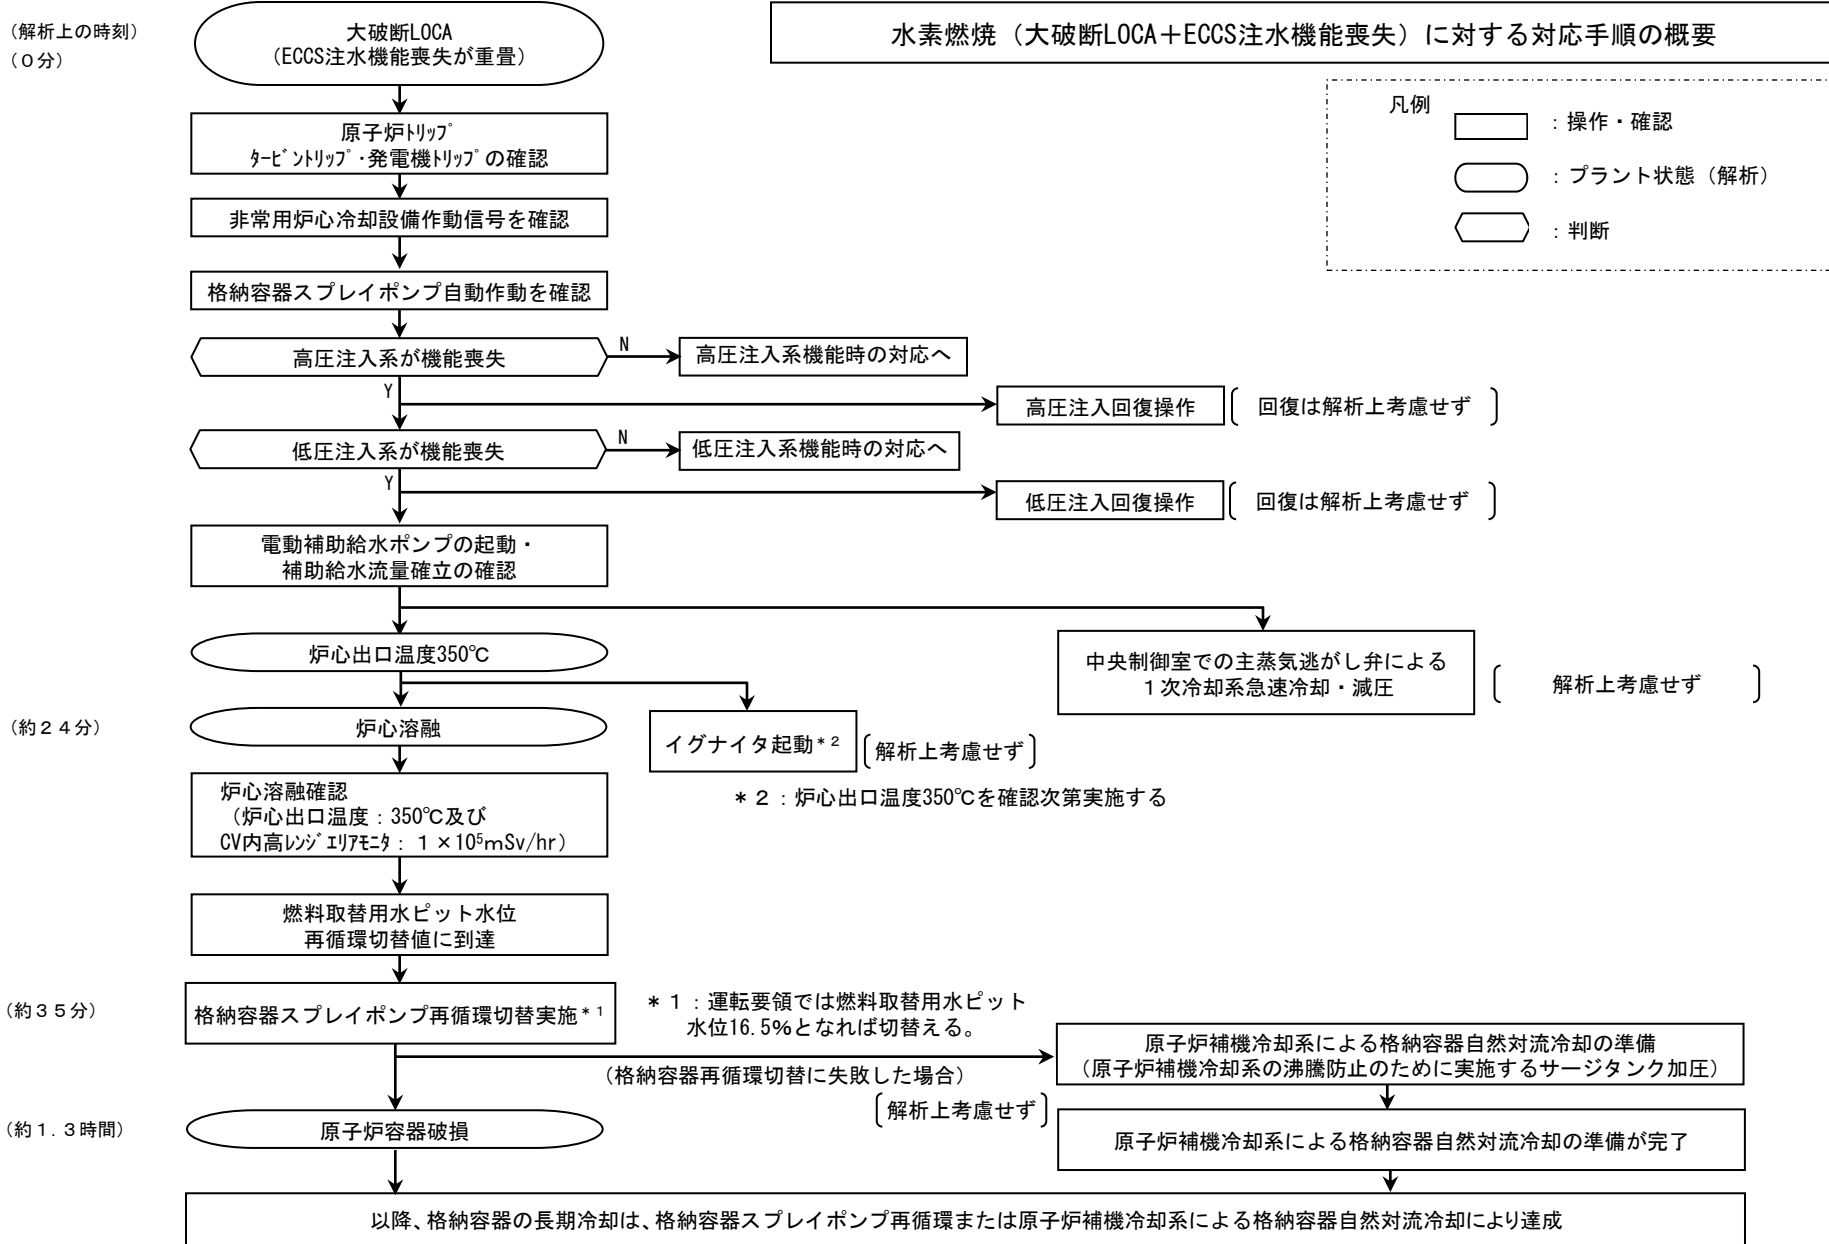 (解析上の時刻)
(0分)
大破断LOCA
(ECCS注水機能喪失が重畳)
水素燃焼（大破断LOCA＋ECCS注水機能喪失）に対する対応手順の概要
凡例
：操作・確認
：プラント状態（解析）
：判断
原子炉ﾄﾘｯﾌﾟ
ﾀｰﾋﾞﾝﾄﾘｯﾌﾟ･発電機ﾄﾘｯﾌﾟの確認
非常用炉心冷却設備作動信号を確認
格納容器スプレイポンプ自動作動を確認
高圧注入系が機能喪失
N
高圧注入系機能時の対応へ
Y
高圧注入回復操作
回復は解析上考慮せず
低圧注入系が機能喪失
N
低圧注入系機能時の対応へ
Y
低圧注入回復操作
回復は解析上考慮せず
電動補助給水ポンプの起動・
補助給水流量確立の確認
炉心出口温度350℃
中央制御室での主蒸気逃がし弁による
１次冷却系急速冷却・減圧
解析上考慮せず
(約２４分)
炉心溶融
イグナイタ起動＊２
解析上考慮せず
＊２：炉心出口温度350℃を確認次第実施する
炉心溶融確認
（炉心出口温度：350℃及び
CV内高ﾚﾝｼﾞｴﾘｱﾓﾆﾀ：１×10⁵mSv/hr）
燃料取替用水ピット水位
再循環切替値に到達
(約３５分)
格納容器スプレイポンプ再循環切替実施＊１
＊１：運転要領では燃料取替用水ピット
水位16.5%となれば切替える。
原子炉補機冷却系による格納容器自然対流冷却の準備
（原子炉補機冷却系の沸騰防止のために実施するサージタンク加圧）
（格納容器再循環切替に失敗した場合）
解析上考慮せず
(約１.３時間)
原子炉容器破損
原子炉補機冷却系による格納容器自然対流冷却の準備が完了
以降、格納容器の長期冷却は、格納容器スプレイポンプ再循環または原子炉補機冷却系による格納容器自然対流冷却により達成